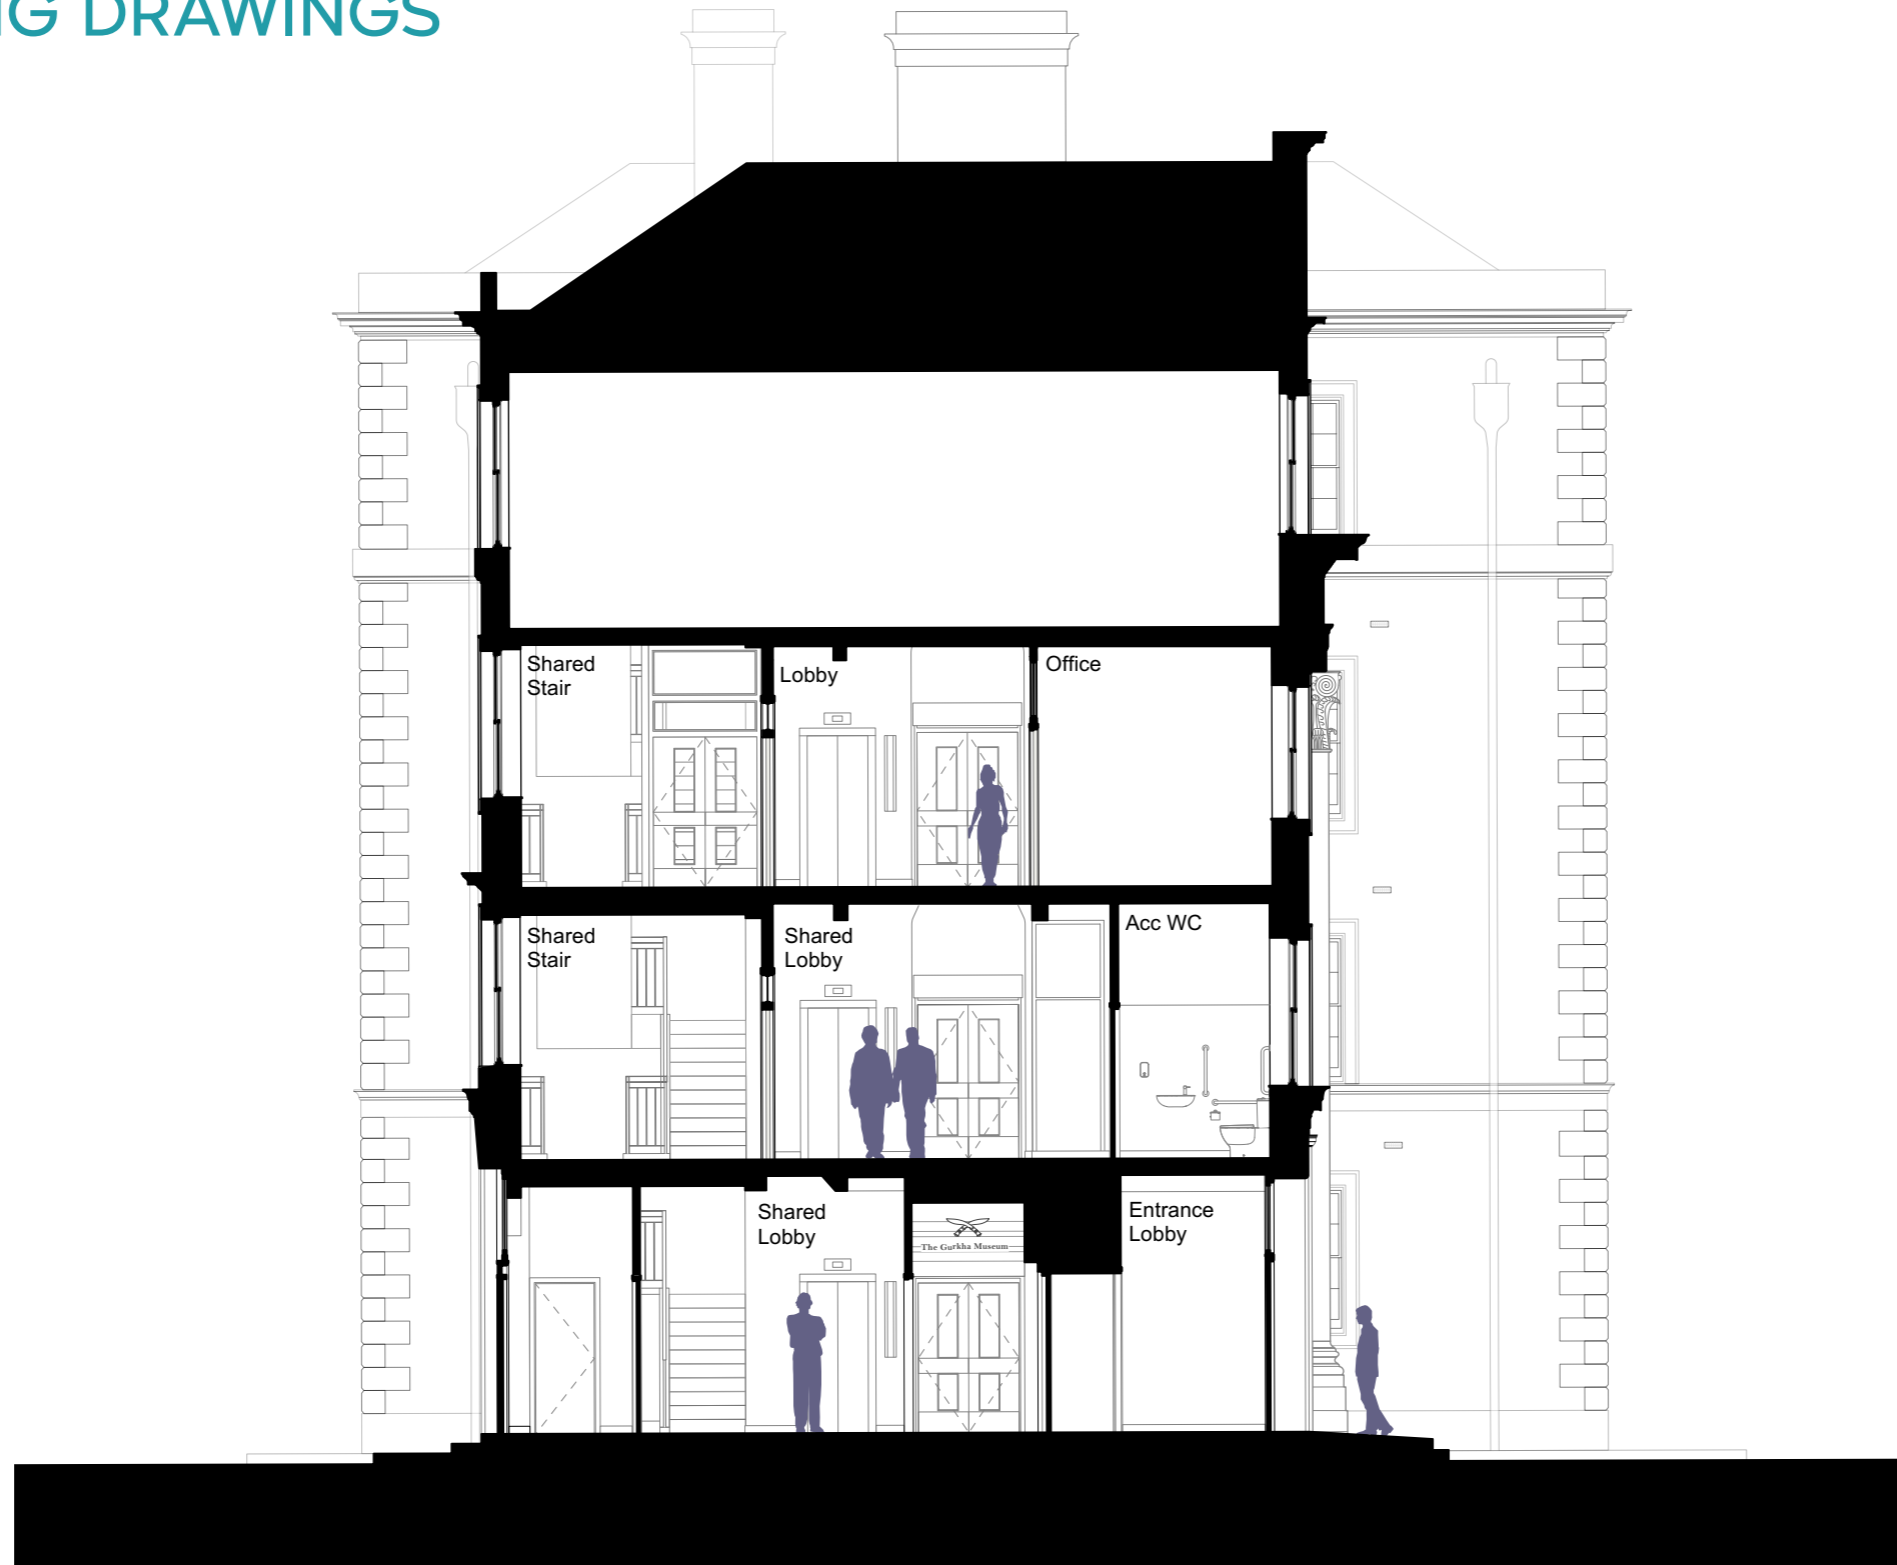 G DRAWINGS
Shared
Stair
Lobby
Office
Shared
Stair
Shared
Lobby
Acc WC
Shared
Lobby
The Gurkha Museum
Entrance
Lobby